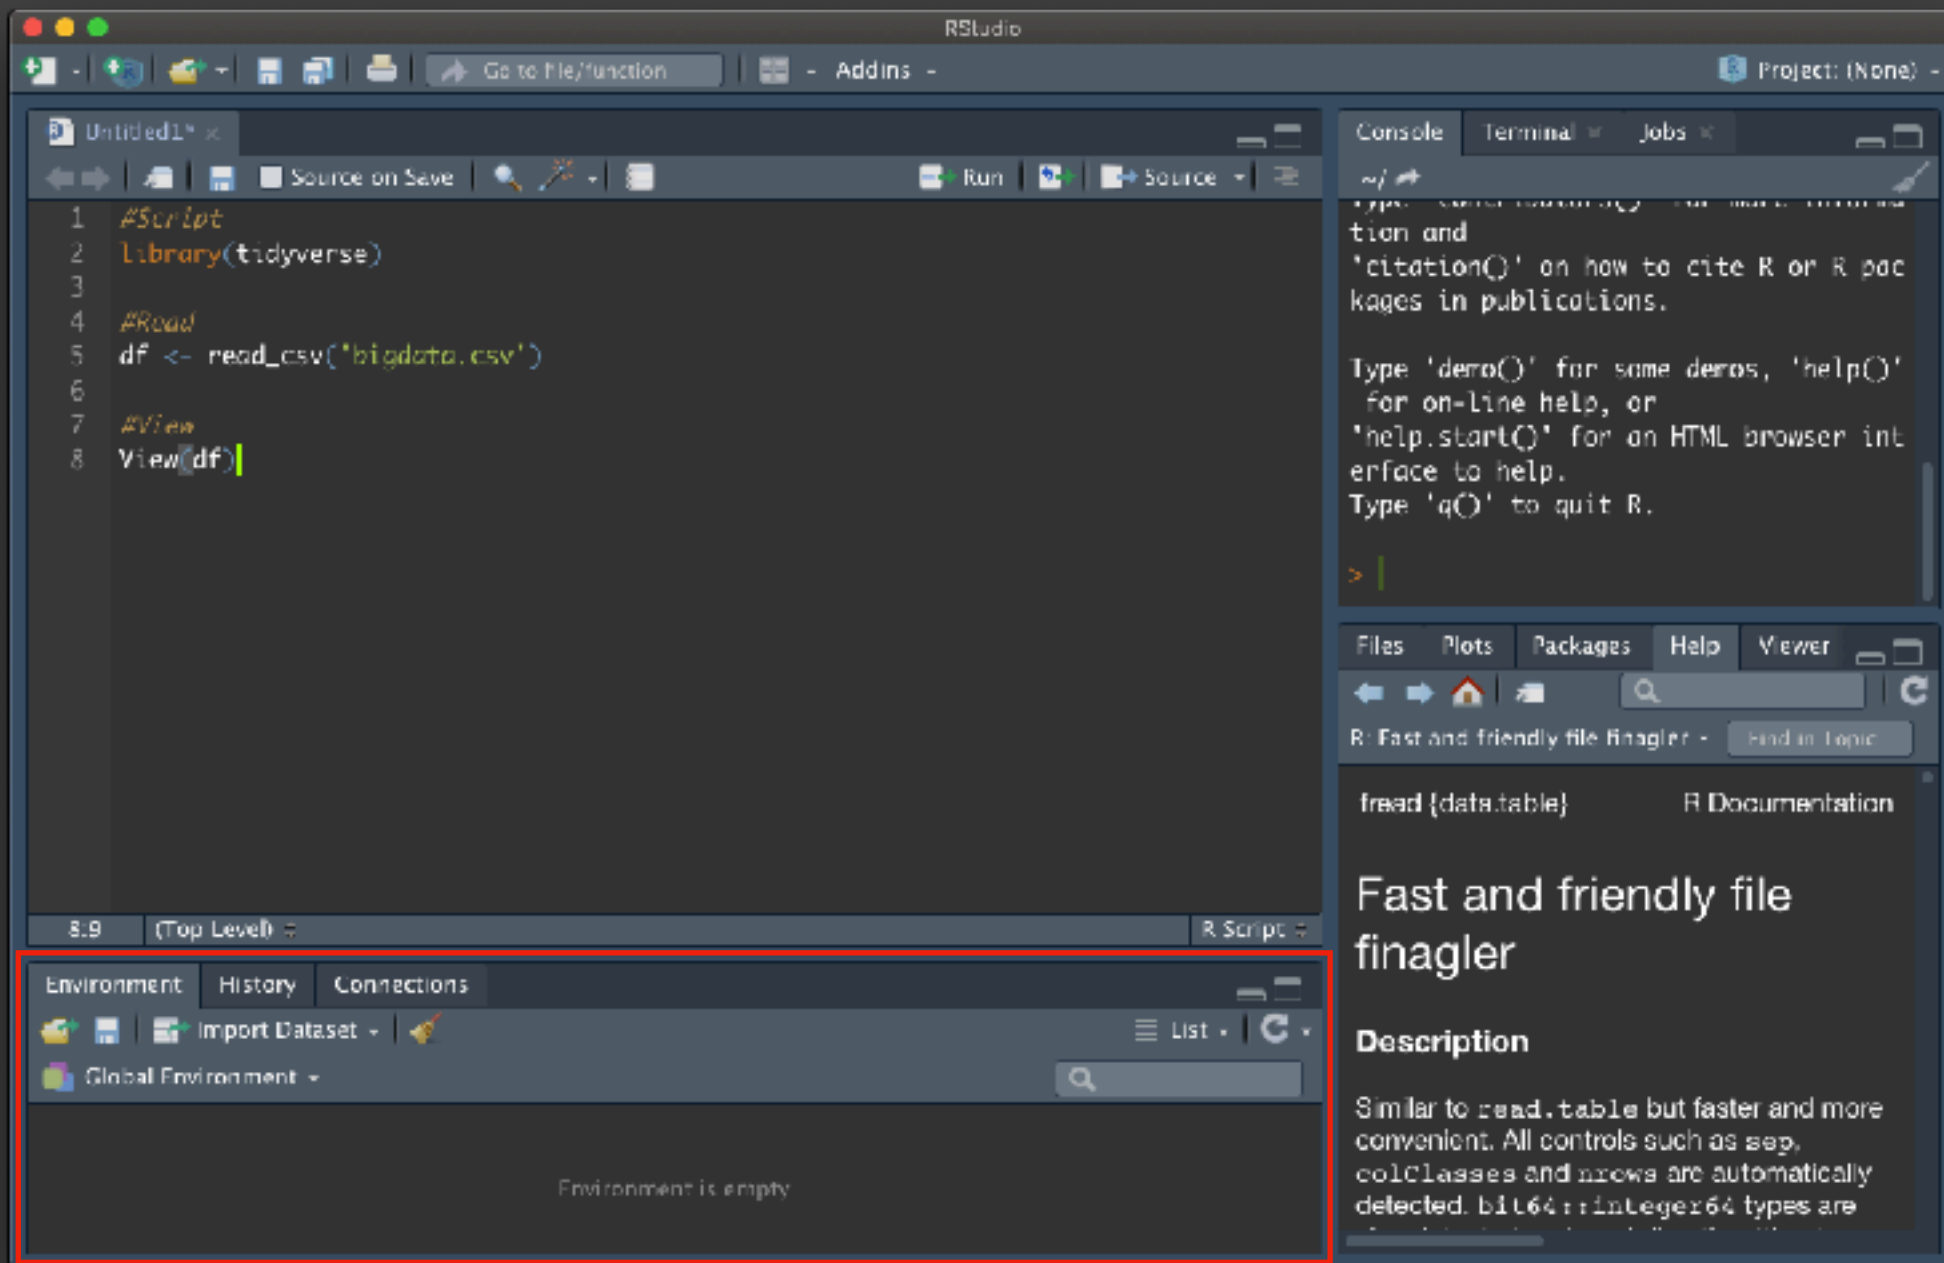 RStudio
Go to file/function
Addins
Project: (None)
Untitled1*
Source on Save
Run
Source
1 #Script
2 library(tidyverse)
3
4 #Read
5 df <- read_csv('bigdata.csv')
6
7 #View
8 View(df)
8:9 (Top Level) R Script
Environment History Connections
Import Dataset
List
Global Environment
Environment is empty
Console Terminal Jobs
~/
Type 'contributors()' for more informa
tion and
'citation()' on how to cite R or R pac
kages in publications.
Type 'demo()' for some demos, 'help()'
for on-line help, or
'help.start()' for an HTML browser int
erface to help.
Type 'q()' to quit R.
>
Files Plots Packages Help Viewer
R: Fast and friendly file finagler
Find in Topic
fread {data.table} R Documentation
Fast and friendly file
finagler
Description
Similar to read.table but faster and more
convenient. All controls such as sep,
colClasses and nrows are automatically
detected. bit64::integer64 types are